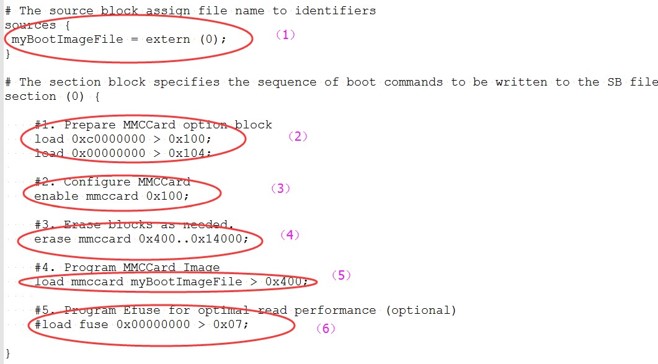 # The source block assign file name to identifiers
sources {
myBootImageFile = extern (0);
(1)
}
# The section block specifies the sequence of boot commands to be written to the SB file
section (0) {
#1. Prepare MMCCard option block
load 0xc0000000 > 0x100;
(2)
load 0x00000000 > 0x104;
#2. Configure MMCCard
enable mmccard 0x100;
(3)
#3. Erase blocks as needed.
erase mmccard 0x400..0x14000;
(4)
#4. Program MMCCard Image
load mmccard myBootImageFile > 0x400;
(5)
#5. Program Efuse for optimal read performance (optional)
#load fuse 0x00000000 > 0x07;
(6)
}